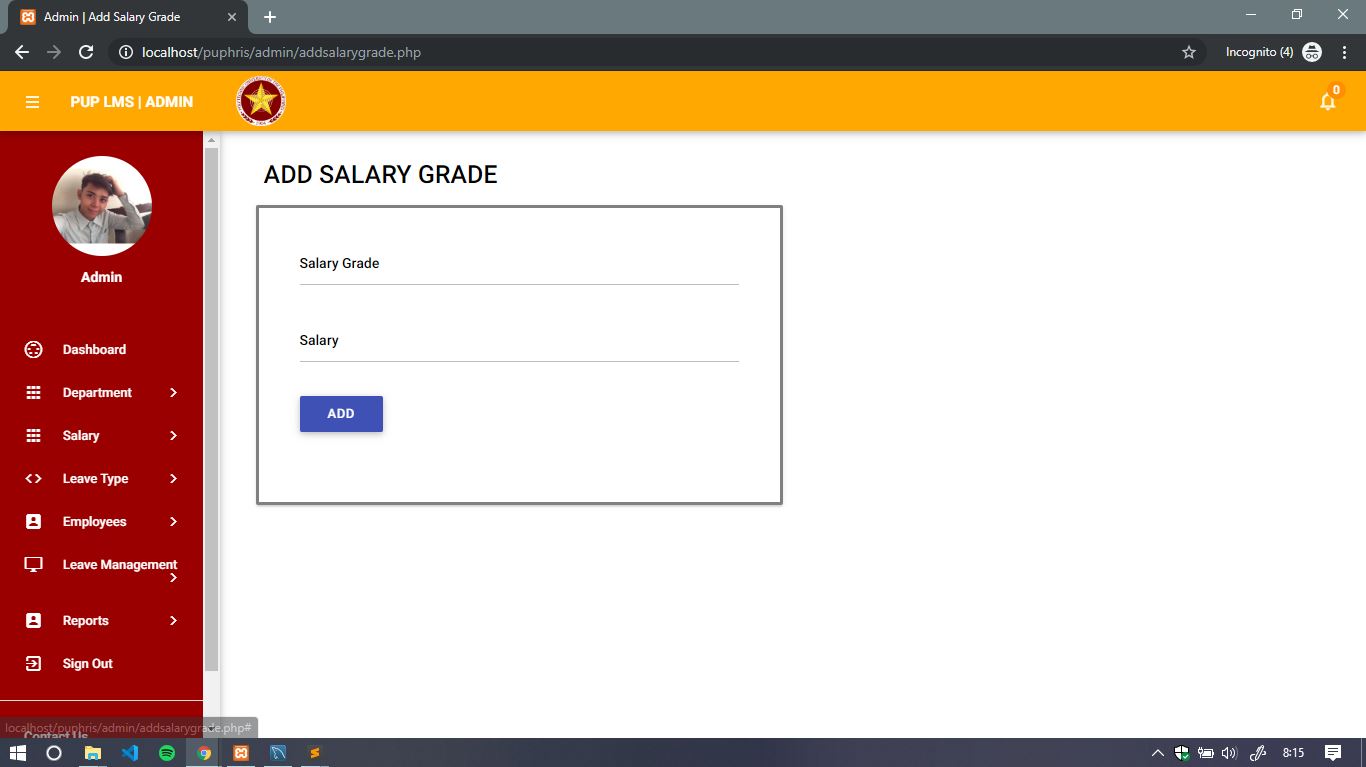 Admin | Add Salary Grade
localhost/puphris/admin/addsalarygrade.php
Incognito (4)
PUP LMS | ADMIN
0
Admin
Dashboard
Department
Salary
Leave Type
Employees
Leave Management
Reports
Sign Out
Contact Us
ADD SALARY GRADE
Salary Grade
Salary
ADD
localhost/puphris/admin/addsalarygrade.php#
8:15